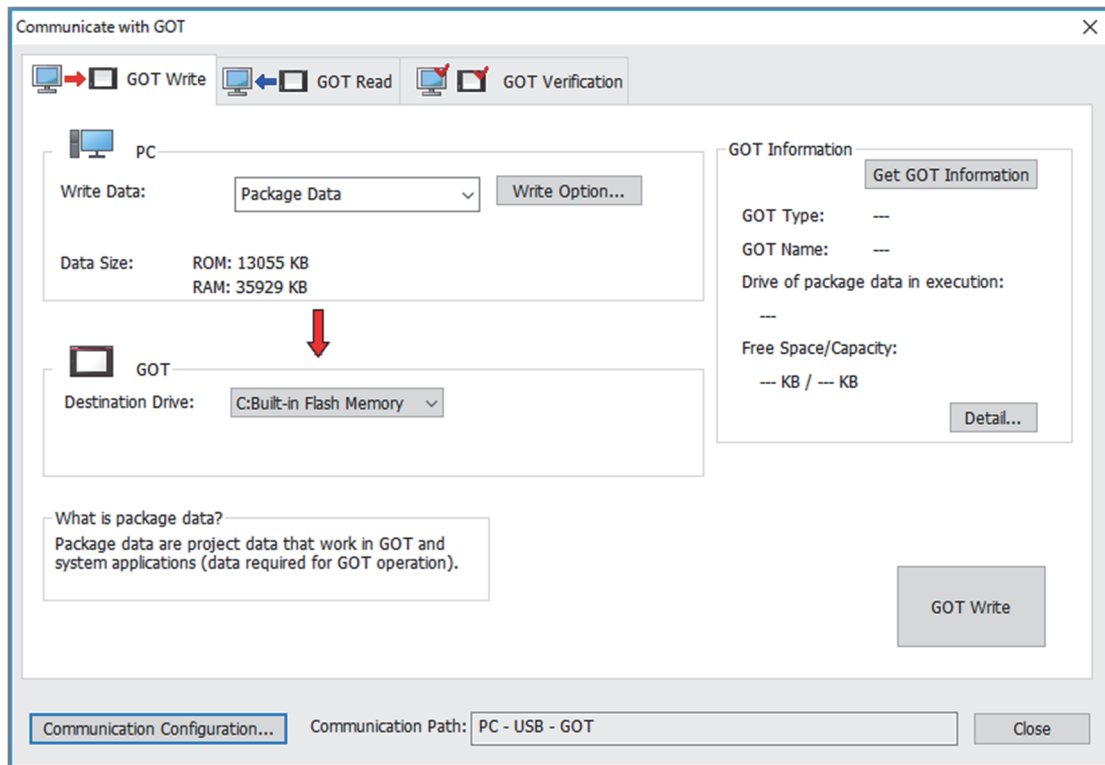 Communicate with GOT
GOT Write
GOT Read
GOT Verification
PC
Write Data:
Package Data
Write Option...
Data Size:
ROM: 13055 KB
RAM: 35929 KB
GOT
Destination Drive:
C:Built-in Flash Memory
What is package data?
Package data are project data that work in GOT and
system applications (data required for GOT operation).
GOT Information
Get GOT Information
GOT Type: ---
GOT Name: ---
Drive of package data in execution:
---
Free Space/Capacity:
--- KB / --- KB
Detail...
GOT Write
Communication Configuration...
Communication Path: PC - USB - GOT
Close